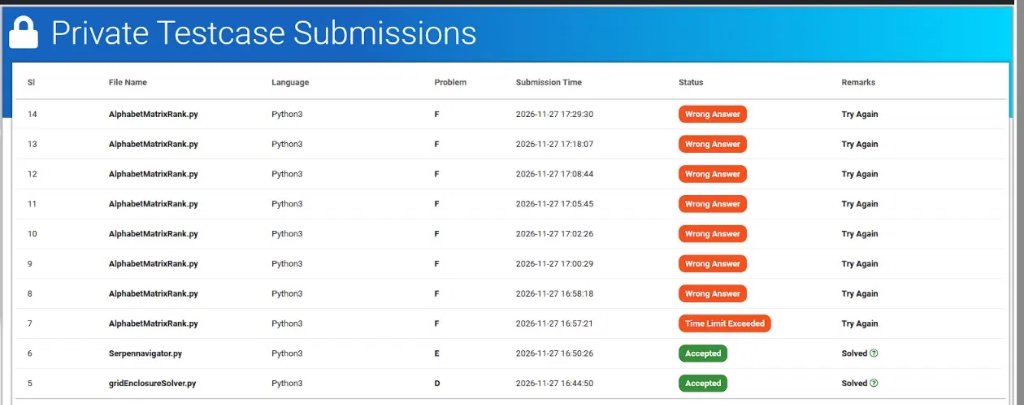 Private Testcase Submissions
Sl File Name Language Problem Submission Time Status Remarks
14 AlphabetMatrixRank.py Python3 F 2026-11-27 17:29:30 Wrong Answer Try Again
13 AlphabetMatrixRank.py Python3 F 2026-11-27 17:18:07 Wrong Answer Try Again
12 AlphabetMatrixRank.py Python3 F 2026-11-27 17:08:44 Wrong Answer Try Again
11 AlphabetMatrixRank.py Python3 F 2026-11-27 17:05:45 Wrong Answer Try Again
10 AlphabetMatrixRank.py Python3 F 2026-11-27 17:02:26 Wrong Answer Try Again
9 AlphabetMatrixRank.py Python3 F 2026-11-27 17:00:29 Wrong Answer Try Again
8 AlphabetMatrixRank.py Python3 F 2026-11-27 16:58:18 Wrong Answer Try Again
7 AlphabetMatrixRank.py Python3 F 2026-11-27 16:57:21 Time Limit Exceeded Try Again
6 Serpennavigator.py Python3 E 2026-11-27 16:50:26 Accepted Solved ?
5 gridEnclosureSolver.py Python3 D 2026-11-27 16:44:50 Accepted Solved ?